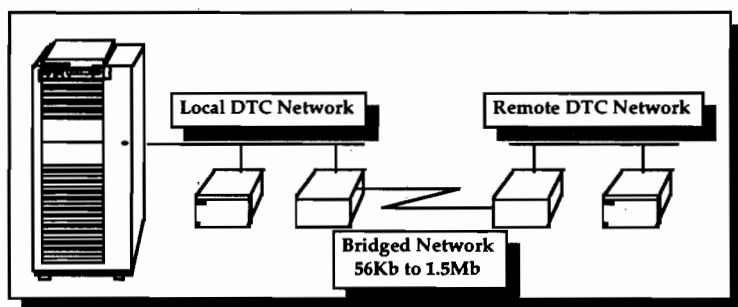 Local DTC Network
Remote DTC Network
Bridged Network
56Kb to 1.5Mb